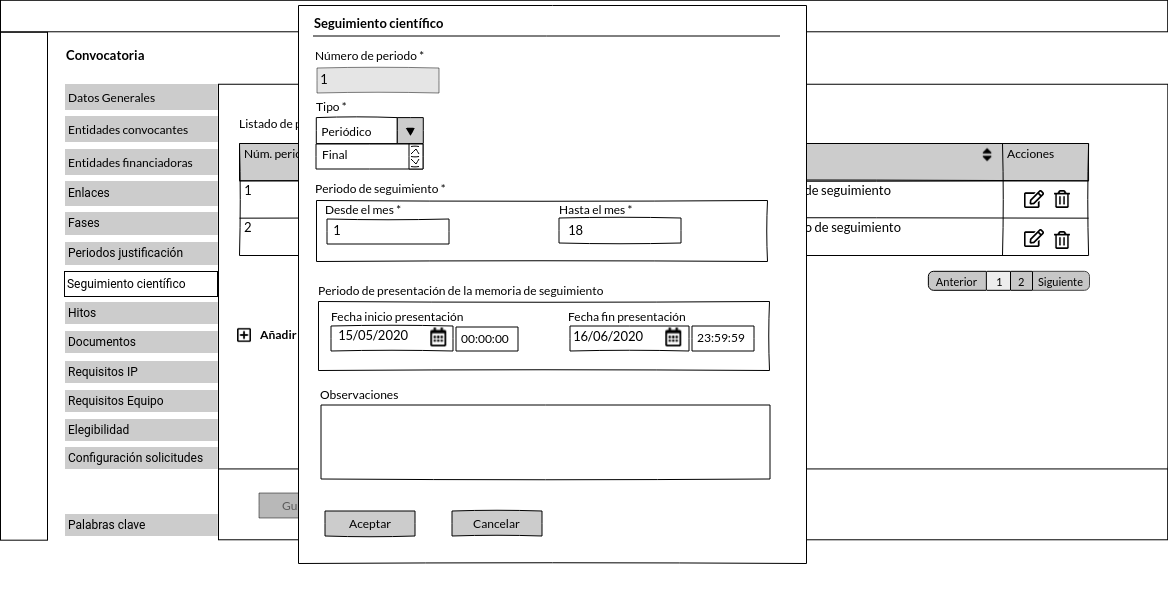 Convocatoria
Datos Generales
Entidades convocantes
Entidades financiadoras
Enlaces
Fases
Periodos justificación
Seguimiento científico
Hitos
Documentos
Requisitos IP
Requisitos Equipo
Elegibilidad
Configuración solicitudes
Palabras clave
Listado de
Núm.
1
2
Añadir
Seguimiento científico
Número de periodo *
1
Tipo *
Periódico
Final
Periodo de seguimiento *
Desde el mes * Hasta el mes *
1 18
Periodo de presentación de la memoria de seguimiento
Fecha inicio presentación Fecha fin presentación
15/05/2020 00:00:00 16/06/2020 23:59:59
Observaciones
Aceptar Cancelar
Acciones
de seguimiento
o de seguimiento
Anterior 1 2 Siguiente